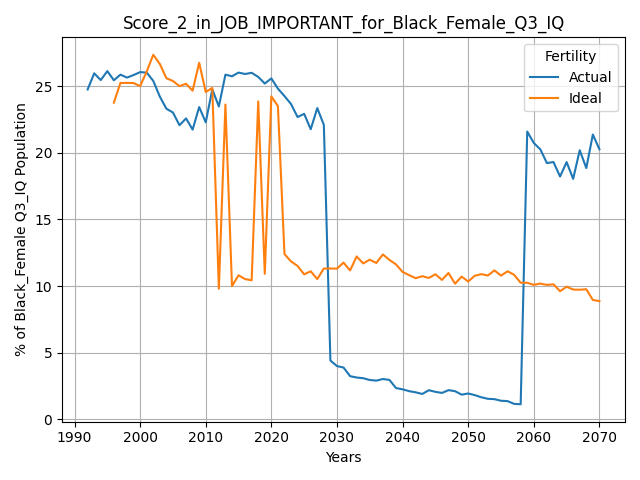 Score_2_in_JOB_IMPORTANT_for_Black_Female_Q3_IQ
Fertility
Actual
Ideal
% of Black_Female Q3_IQ Population
25
20
15
10
5
0
1990 2000 2010 2020 2030 2040 2050 2060 2070
Years